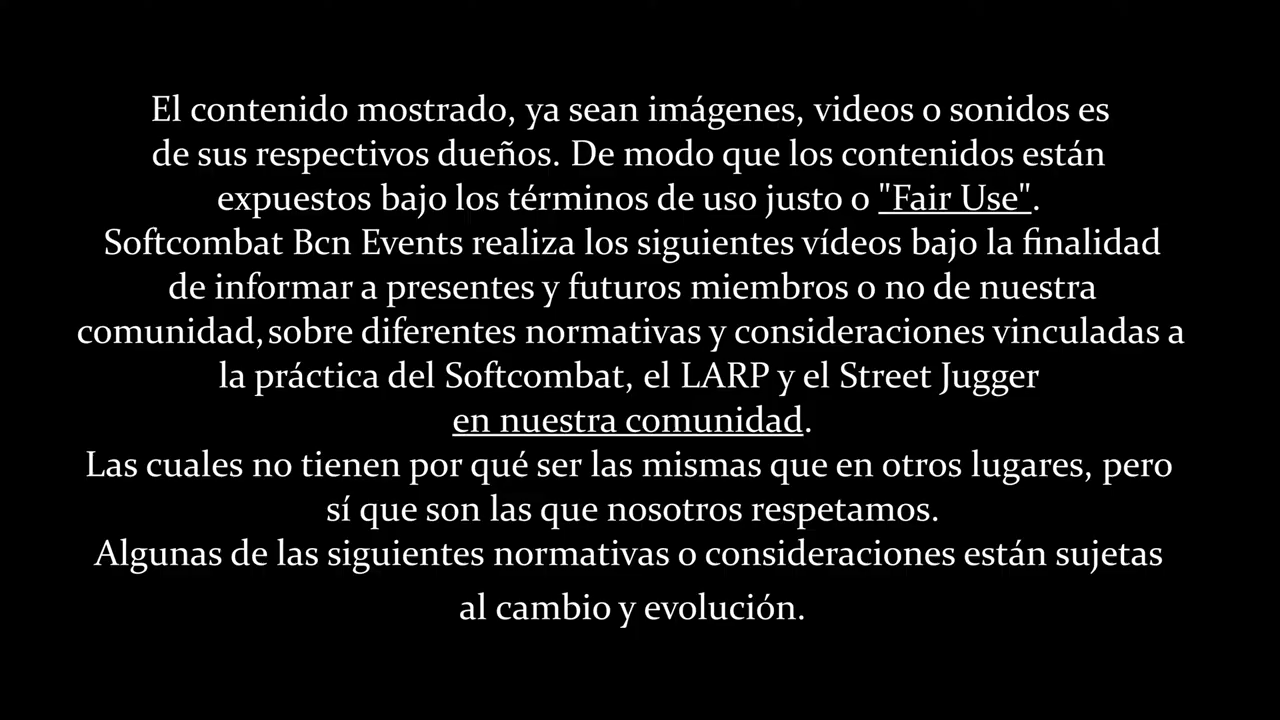 El contenido mostrado, ya sean imágenes, videos o sonidos es
de sus respectivos dueños. De modo que los contenidos están
expuestos bajo los términos de uso justo o "Fair Use".
Softcombat Bcn Events realiza los siguientes vídeos bajo la finalidad
de informar a presentes y futuros miembros o no de nuestra
comunidad, sobre diferentes normativas y consideraciones vinculadas a
la práctica del Softcombat, el LARP y el Street Jugger
en nuestra comunidad.
Las cuales no tienen por qué ser las mismas que en otros lugares, pero
sí que son las que nosotros respetamos.
Algunas de las siguientes normativas o consideraciones están sujetas
al cambio y evolución.